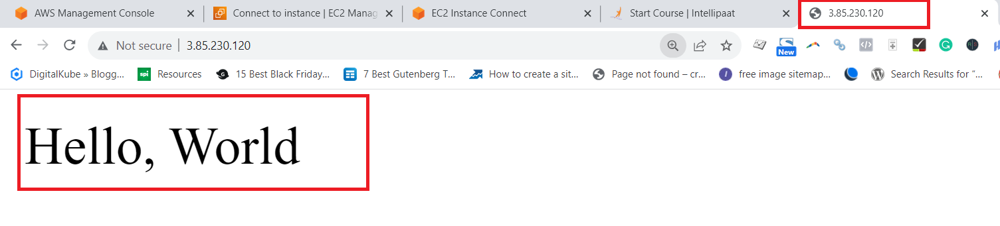 AWS Management Console
Connect to instance | EC2 Manag
EC2 Instance Connect
Start Course | Intellipaat
3.85.230.120
Not secure | 3.85.230.120
New
DigitalKube » Blogg...
spi Resources
15 Best Black Friday...
7 Best Gutenberg T...
How to create a sit...
Page not found – cr...
free image sitemap...
Search Results for “...
Hello, World